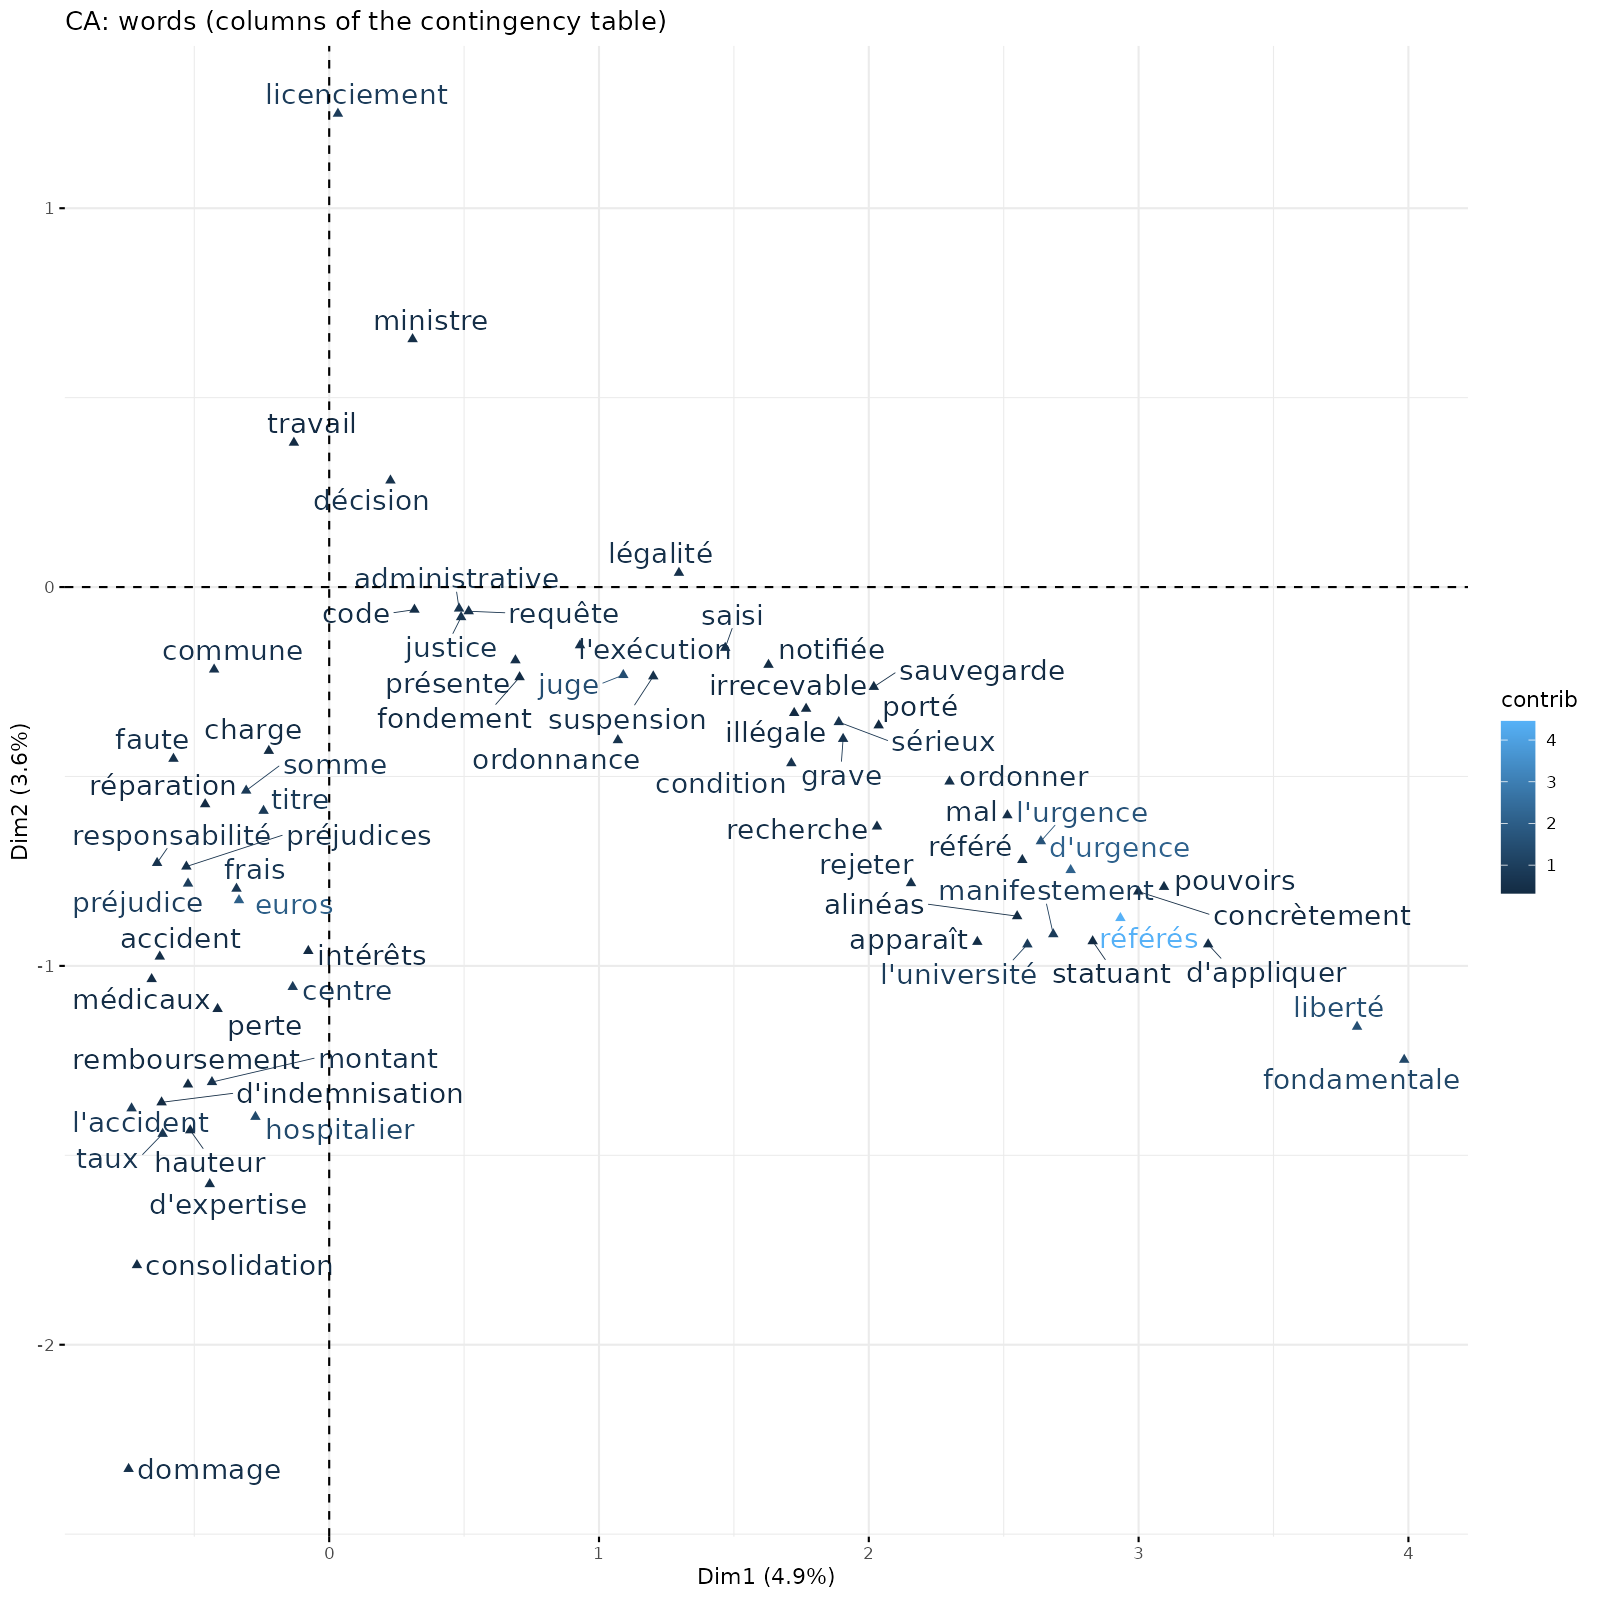 CA: words (columns of the contingency table)
licenciement
1
ministre
travail
décision
légalité
administrative
0
code
requête
saisi
justice
l'exécution
notifiée
commune
présente
juge
irrecevable
sauvegarde
contrib
fondement
suspension
porté
charge
illégale
sérieux
faute
4
ordonnance
somme
condition
grave
ordonner
3
réparation
titre
mal
l'urgence
2
responsabilité
préjudices
recherche
référé
d'urgence
1
frais
rejeter
Dim2 (3.6%)
manifestement
pouvoirs
préjudice
euros
alinéas
concrètement
accident
intérêts
apparaît
référés
-1
l'université
statuant
d'appliquer
médicaux
centre
liberté
perte
remboursement
montant
fondamentale
d'indemnisation
l'accident
hospitalier
taux
hauteur
d'expertise
consolidation
-2
dommage
0
1
2
3
4
Dim1 (4.9%)